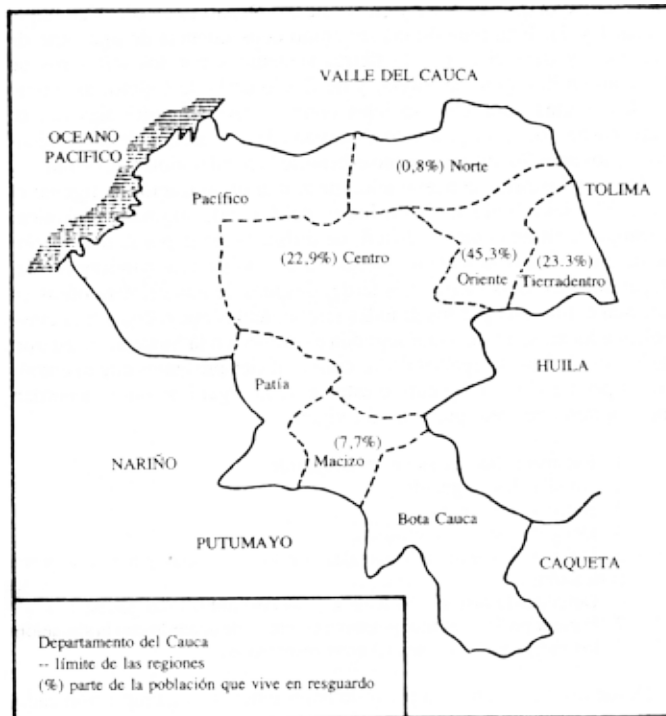 VALLE DEL CAUCA
OCEANO
PACIFICO
(0,8%) Norte
TOLIMA
Pacífico
(22,9%) Centro
(45,3%)
Oriente
(23.3%)
Tierradentro
HUILA
Patía
(7,7%)
Macizo
NARIÑO
Bota Cauca
PUTUMAYO
CAQUETA
Departamento del Cauca
-- límite de las regiones
(%) parte de la población que vive en resguardo